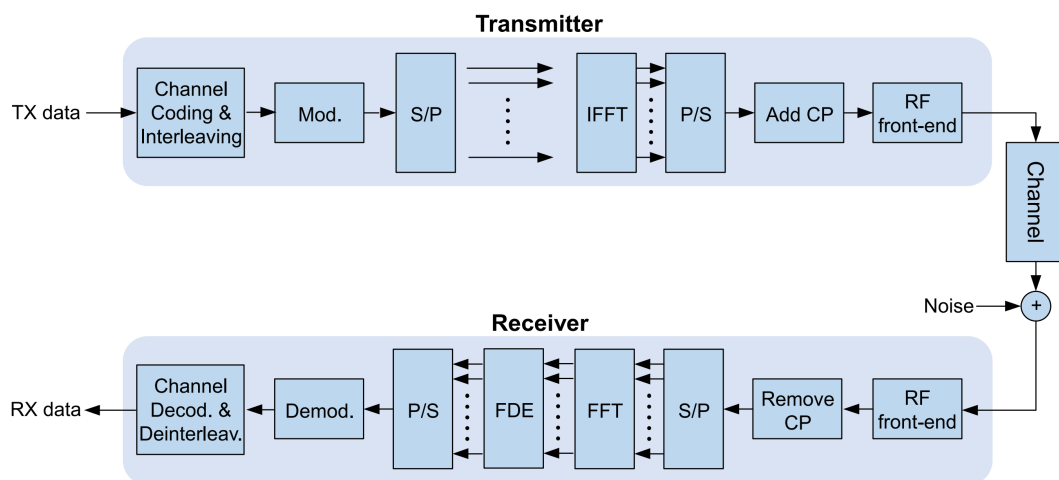 Transmitter
TX data
Channel
Coding &
Interleaving
Mod.
S/P
IFFT
P/S
Add CP
RF
front-end
Channel
Noise
+
Receiver
RX data
Channel
Decod. &
Deinterleav.
Demod.
P/S
FDE
FFT
S/P
Remove
CP
RF
front-end